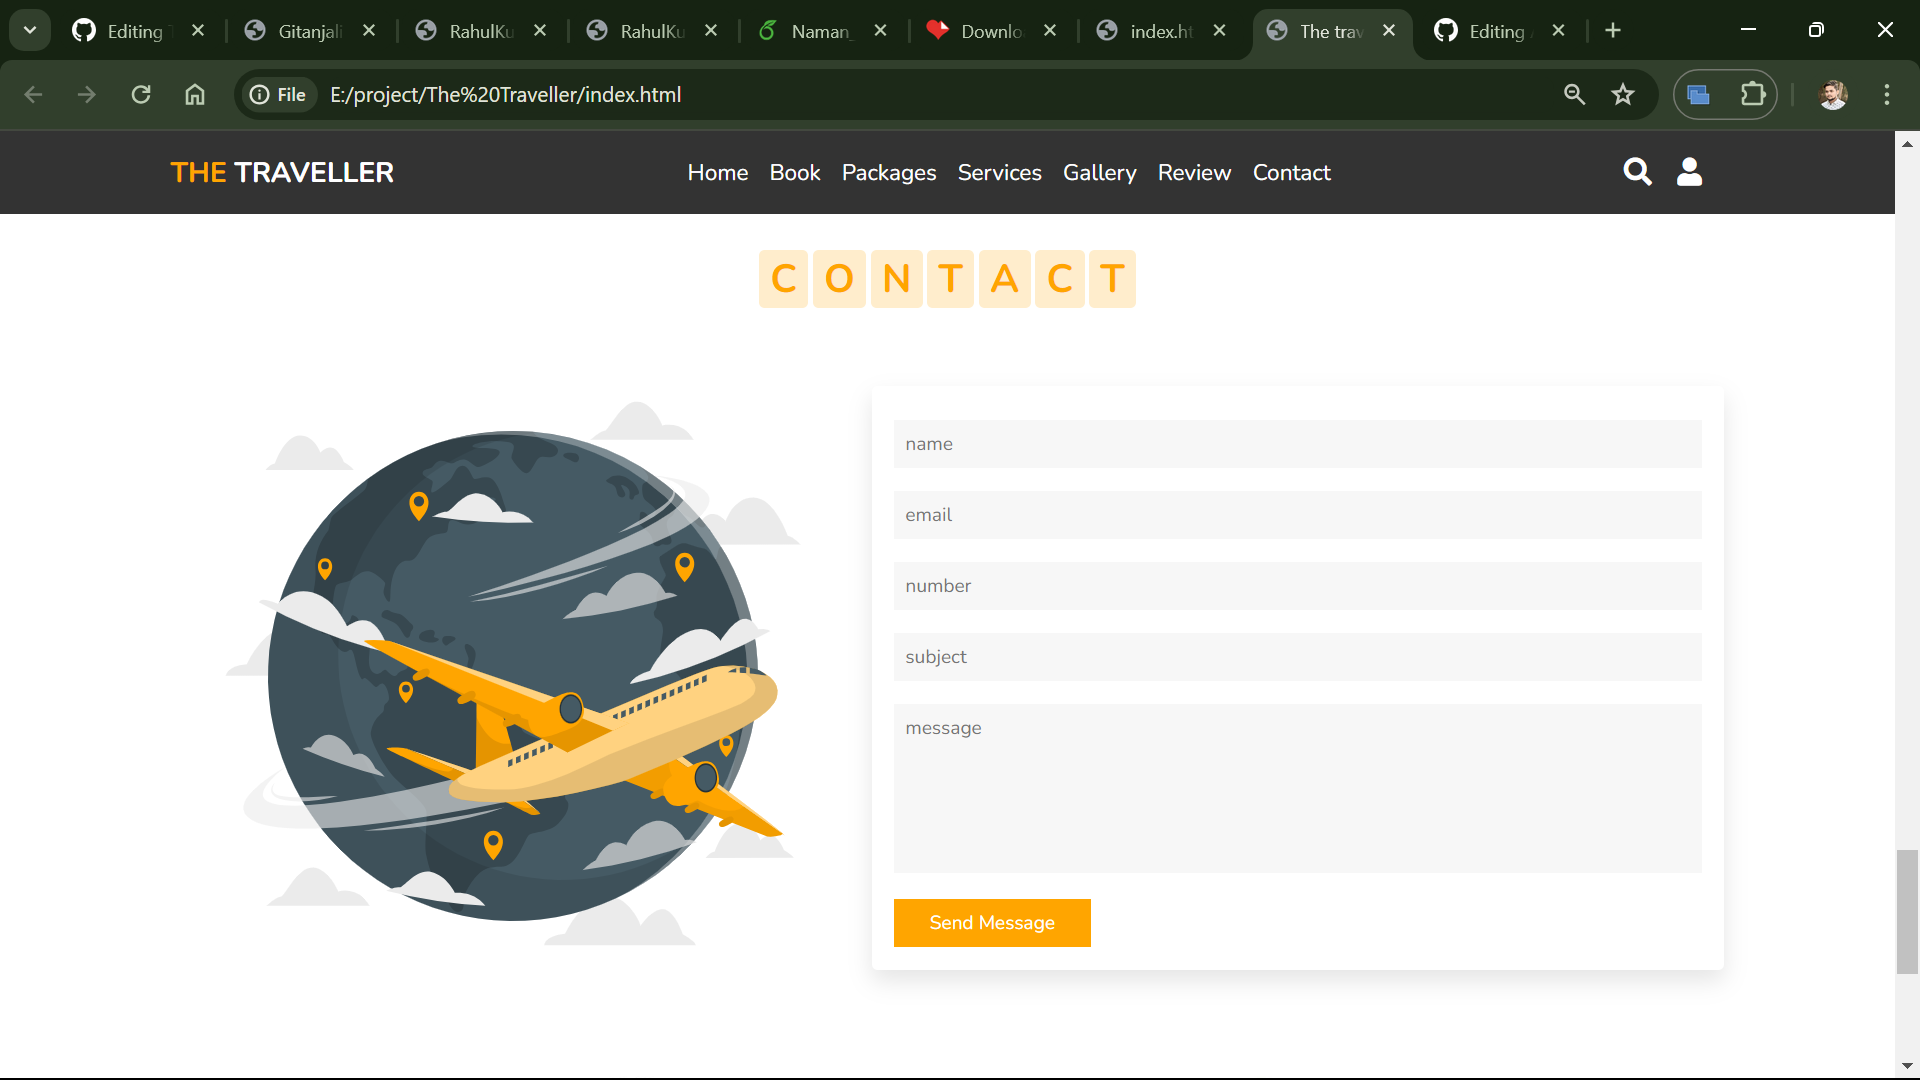 Editing
Gitanjali
RahulKu
RahulKu
Naman_
Downlo
index.ht
The trav
Editing
File
E:/project/The%20Traveller/index.html
THE TRAVELLER
Home Book Packages Services Gallery Review Contact
CONTACT
name
email
number
subject
message
Send Message